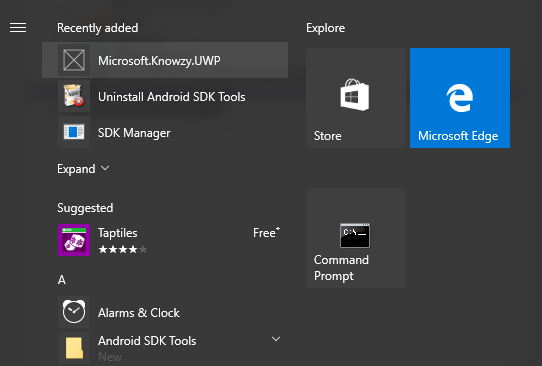 Recently added
Microsoft.Knowzy.UWP
Uninstall Android SDK Tools
SDK Manager
Expand
Suggested
Taptiles
Free*
A
Alarms & Clock
Android SDK Tools
New
Explore
Store
Microsoft Edge
C:\.
Command
Prompt